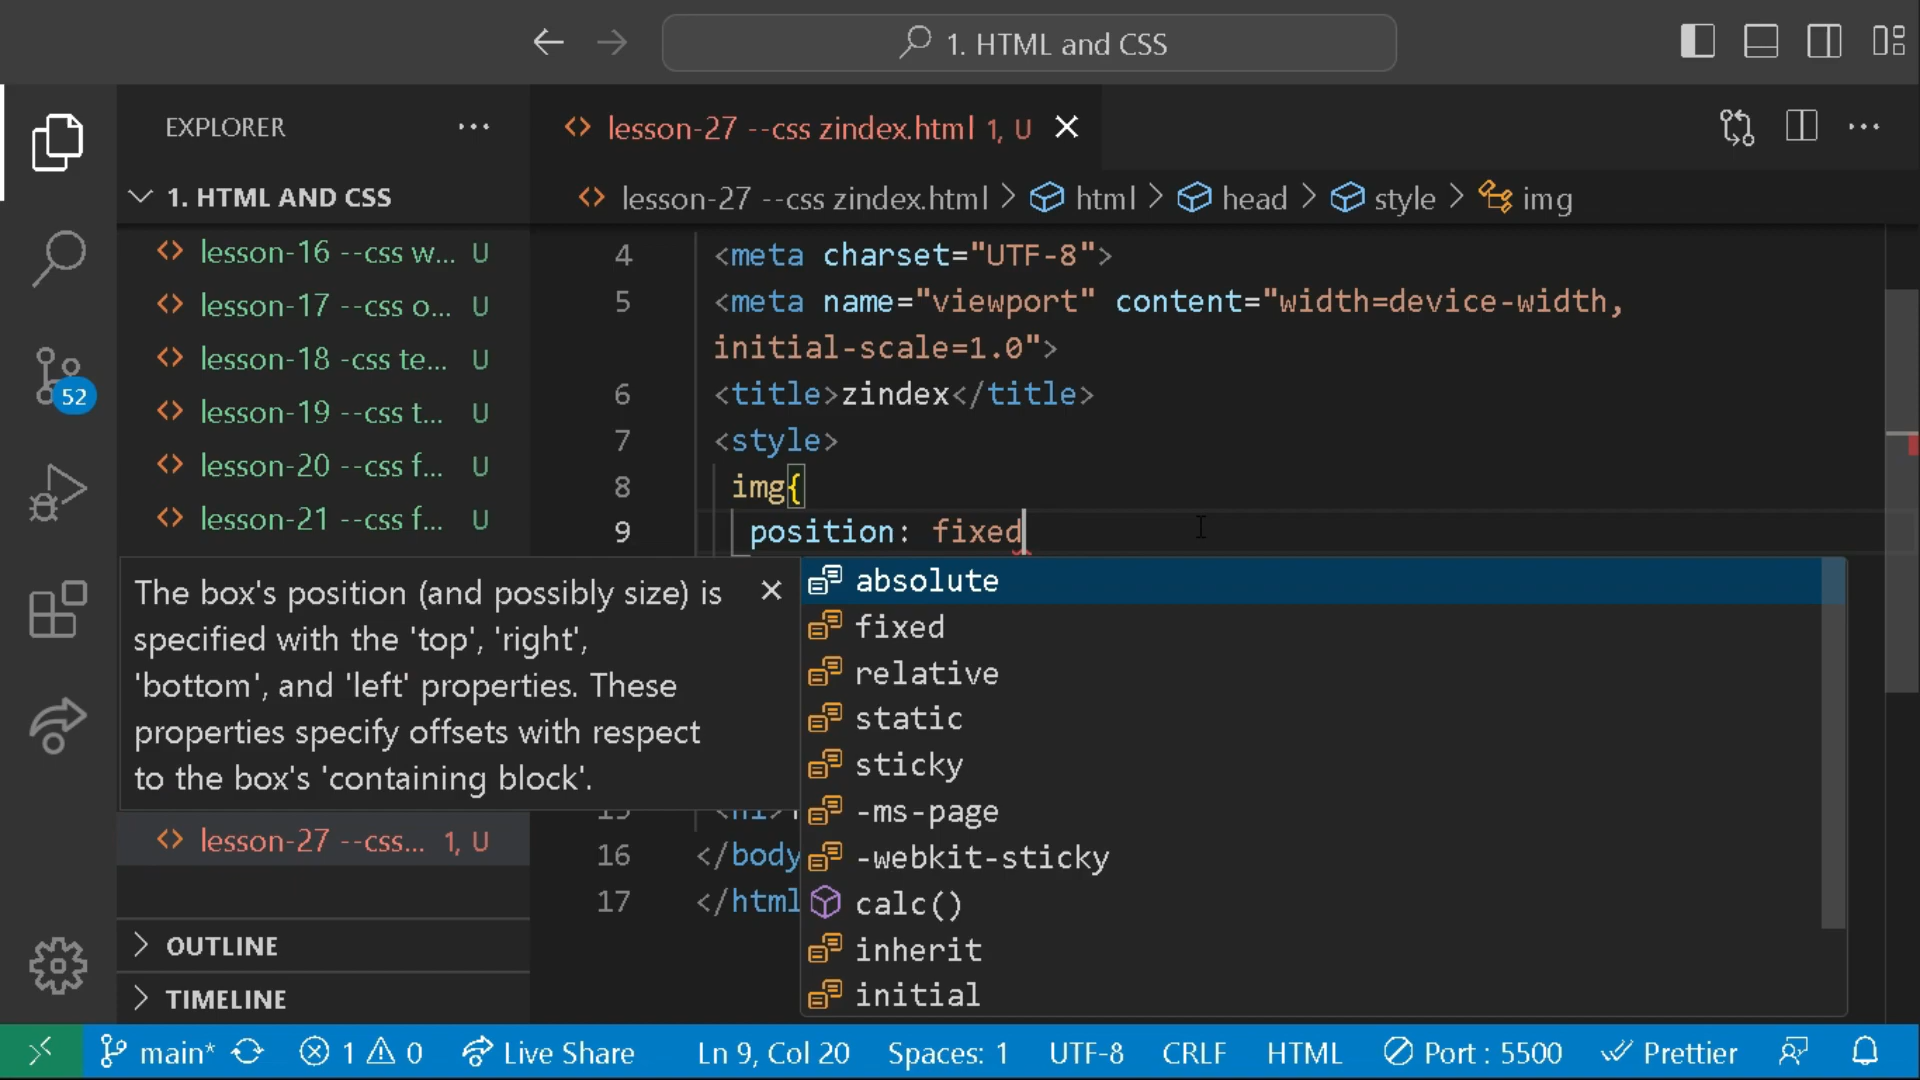 1. HTML and CSS
EXPLORER
lesson-27 --css zindex.html 1, U
1. HTML AND CSS
lesson-27 --css zindex.html > html > head > style > img
lesson-16 --css w... U
lesson-17 --css o... U
lesson-18 -css te... U
lesson-19 --css t... U
lesson-20 --css f... U
lesson-21 --css f... U
4 <meta charset="UTF-8">
5 <meta name="viewport" content="width=device-width,
initial-scale=1.0">
6 <title>zindex</title>
7 <style>
8 img{
9 position: fixed
The box's position (and possibly size) is
specified with the 'top', 'right',
'bottom', and 'left' properties. These
properties specify offsets with respect
to the box's 'containing block'.
absolute
fixed
relative
static
sticky
-ms-page
-webkit-sticky
calc()
inherit
initial
lesson-27 --css... 1, U
16 </body
17 </html
OUTLINE
TIMELINE
52
main* 1 0 Live Share Ln 9, Col 20 Spaces: 1 UTF-8 CRLF HTML Port : 5500 Prettier